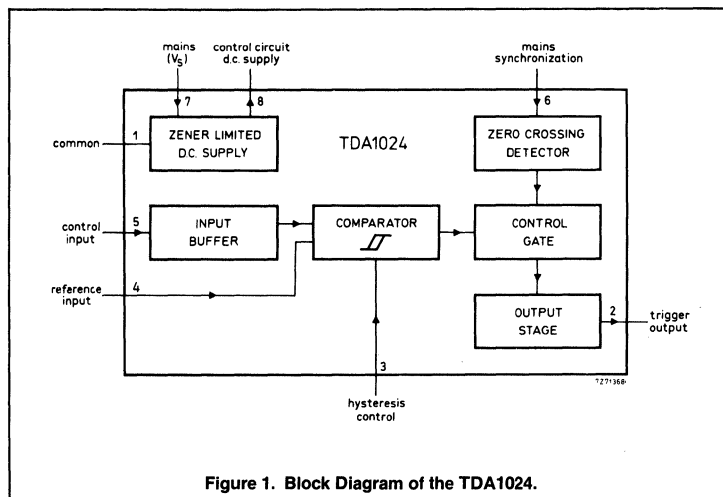 mains
(VS)
control circuit
d.c. supply
mains
synchronization
7
8
6
1
common
ZENER LIMITED
D.C. SUPPLY
TDA1024
ZERO CROSSING
DETECTOR
5
control
input
INPUT
BUFFER
COMPARATOR
CONTROL
GATE
4
reference
input
OUTPUT
STAGE
2
trigger
output
3
7271368
hysteresis
control
Figure 1. Block Diagram of the TDA1024.